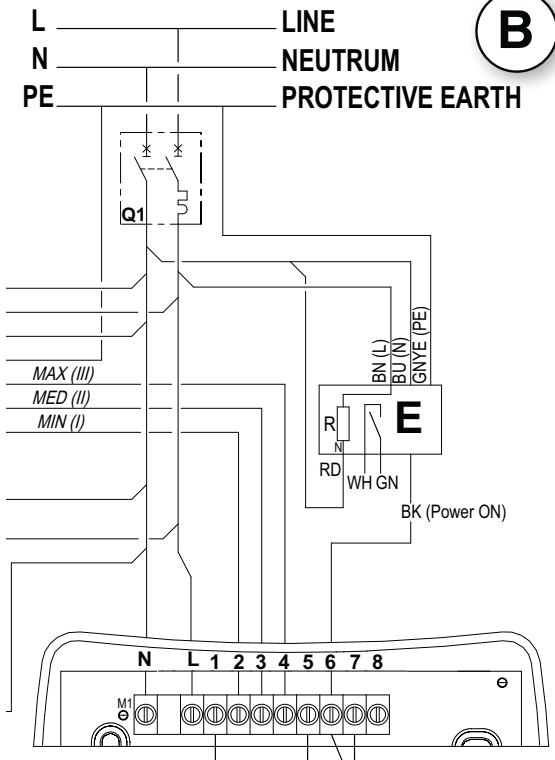 L LINE
B
N NEUTRUM
PE PROTECTIVE EARTH
Q1
BN (L)
BU (N)
GNYE (PE)
MAX (III)
MED (II)
MIN (I)
R
E
N
RD
WH GN
BK (Power ON)
N L 1 2 3 4 5 6 7 8
M1